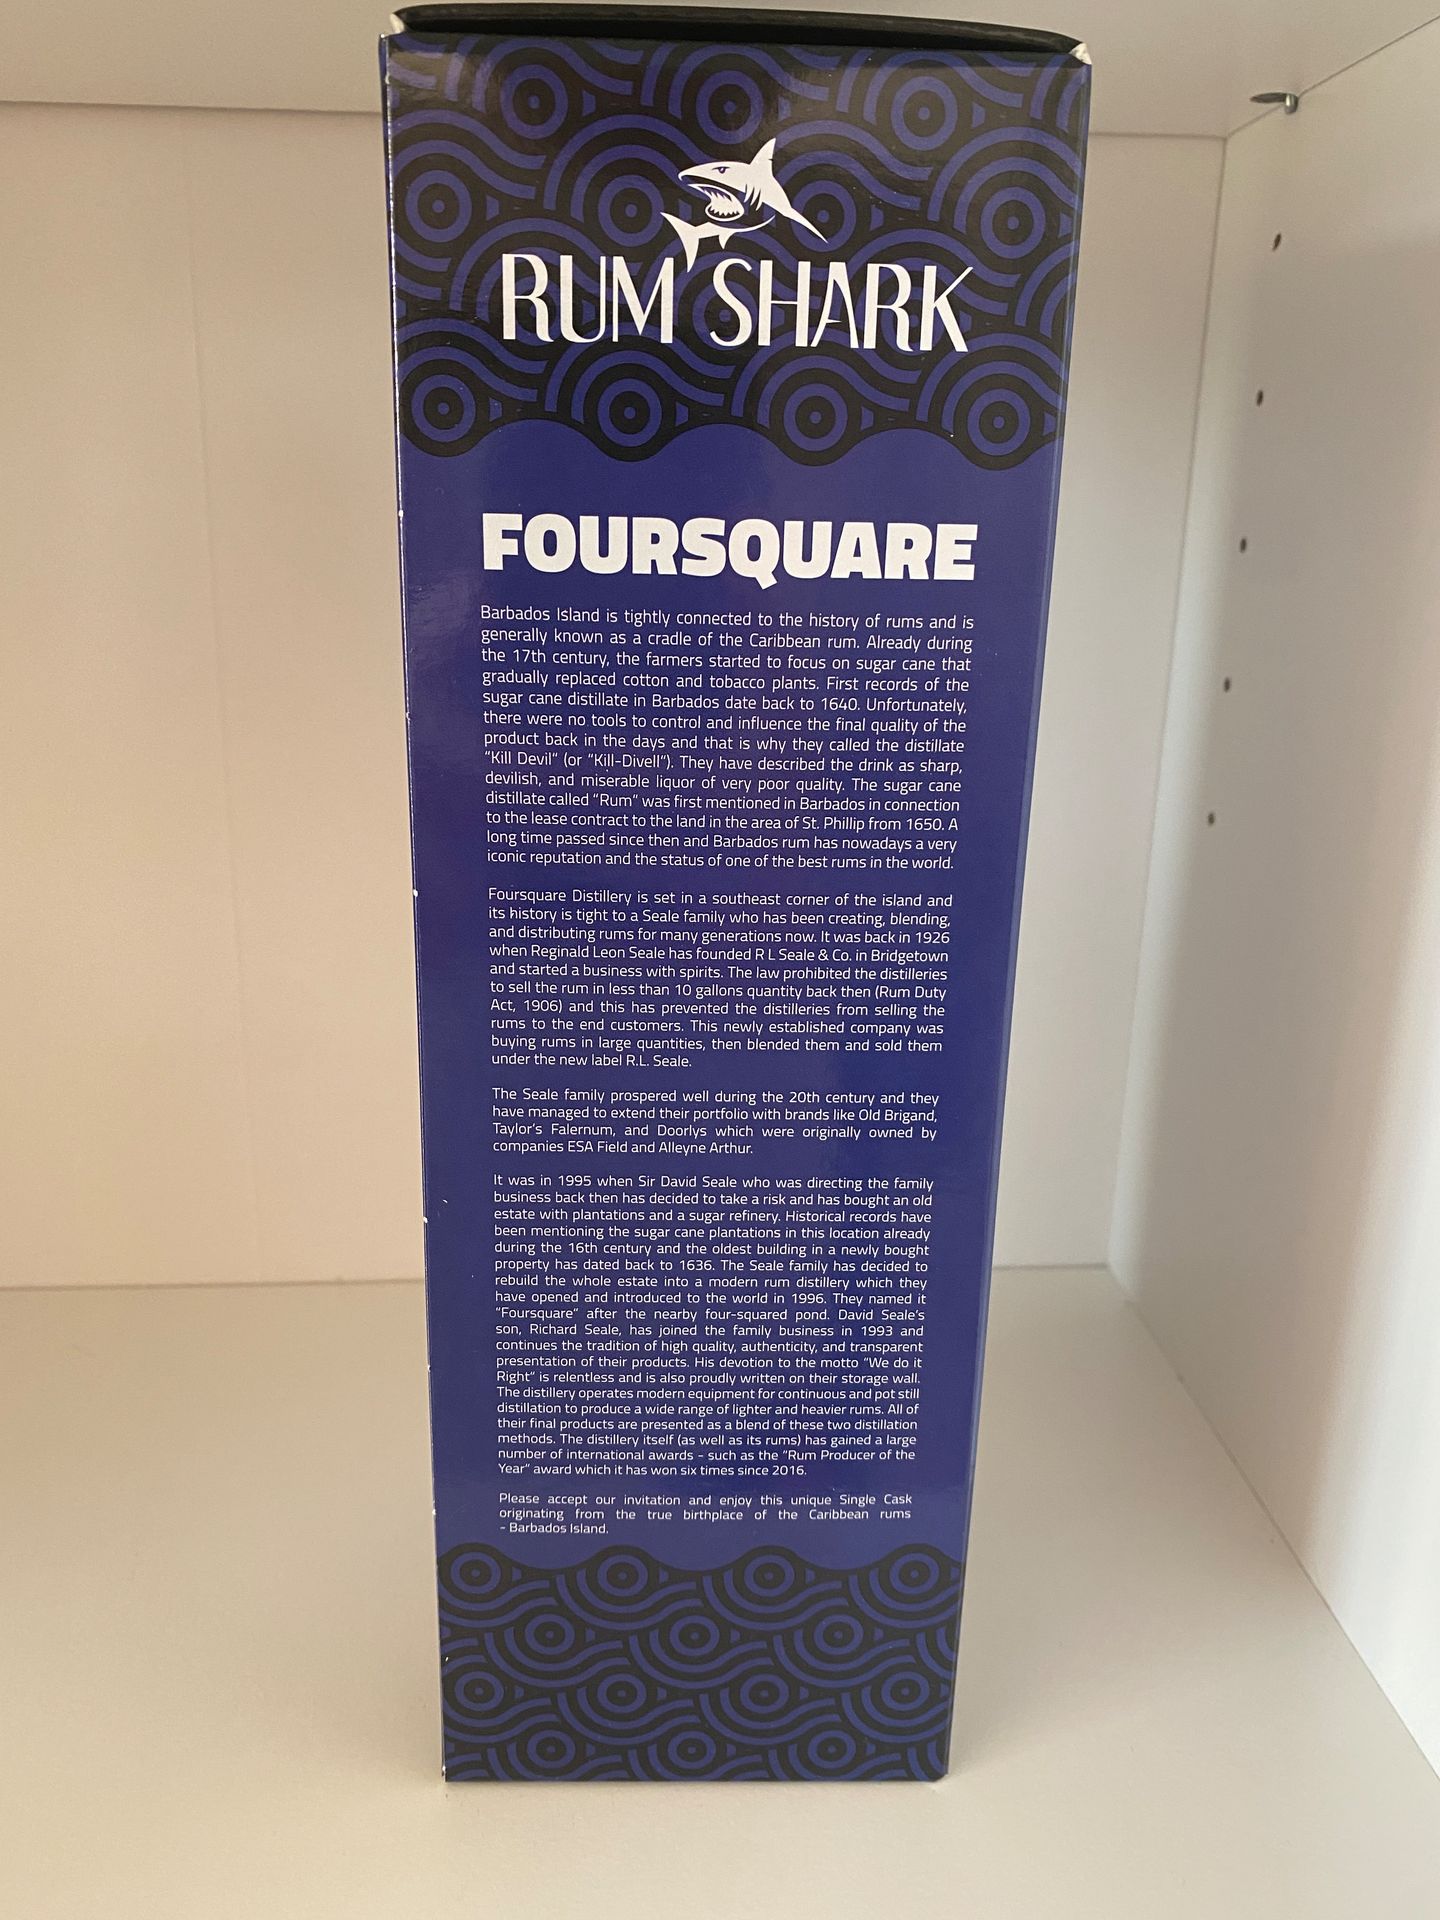 RUM SHARK
FOURSQUARE
Barbados Island is tightly connected to the history of rums and is
generally known as a cradle of the Caribbean rum. Already during
the 17th century, the farmers started to focus on sugar cane that
gradually replaced cotton and tobacco plants. First records of the
sugar cane distillate in Barbados date back to 1640. Unfortunately,
there were no tools to control and influence the final quality of the
product back in the days and that is why they called the distillate
"Kill Devil" (or "Kill-Divell"). They have described the drink as sharp,
devilish, and miserable liquor of very poor quality. The sugar cane
distillate called "Rum" was first mentioned in Barbados in connection
to the lease contract to the land in the area of St. Phillip from 1650. A
long time passed since then and Barbados rum has nowadays a very
iconic reputation and the status of one of the best rums in the world.
Foursquare Distillery is set in a southeast corner of the island and
its history is tight to a Seale family who has been creating, blending,
and distributing rums for many generations now. It was back in 1926
when Reginald Leon Seale has founded R L Seale & Co. in Bridgetown
and started a business with spirits. The law prohibited the distilleries
to sell the rum in less than 10 gallons quantity back then (Rum Duty
Act, 1906) and this has prevented the distilleries from selling the
rums to the end customers. This newly established company was
buying rums in large quantities, then blended them and sold them
under the new label R.L. Seale.
The Seale family prospered well during the 20th century and they
have managed to extend their portfolio with brands like Old Brigand,
Taylor's Falernum, and Doorlys which were originally owned by
companies ESA Field and Alleyne Arthur.
It was in 1995 when Sir David Seale who was directing the family
business back then has decided to take a risk and has bought an old
estate with plantations and a sugar refinery. Historical records have
been mentioning the sugar cane plantations in this location already
during the 16th century and the oldest building in a newly bought
property has dated back to 1636. The Seale family has decided to
rebuild the whole estate into a modern rum distillery which they
have opened and introduced to the world in 1996. They named it
"Foursquare" after the nearby four-squared pond. David Seale's
son, Richard Seale, has joined the family business in 1993 and
continues the tradition of high quality, authenticity, and transparent
presentation of their products. His devotion to the motto "We do it
Right" is relentless and is also proudly written on their storage wall.
The distillery operates modern equipment for continuous and pot still
distillation to produce a wide range of lighter and heavier rums. All of
their final products are presented as a blend of these two distillation
methods. The distillery itself (as well as its rums) has gained a large
number of international awards - such as the "Rum Producer of the
Year" award which it has won six times since 2016.
Please accept our invitation and enjoy this unique Single Cask
originating from the true birthplace of the Caribbean rums
- Barbados Island.